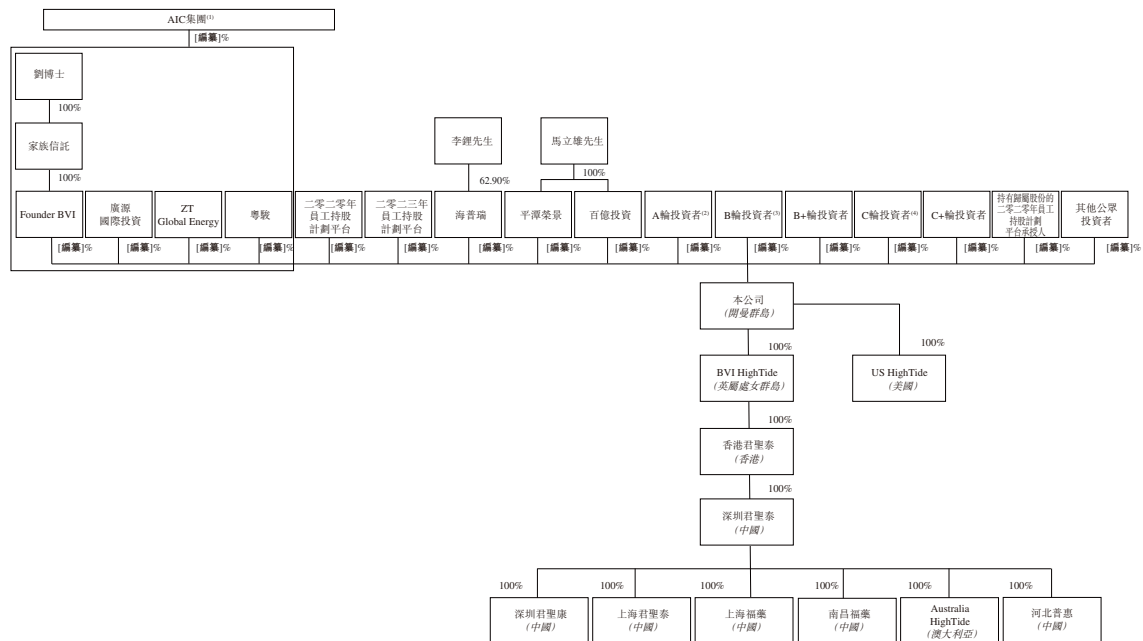 AIC集團(1)
[編纂]%
劉博士
100%
家族信託
100%
李鋰先生
62.90%
馬立雄先生
100%
Founder BVI
廣源
國際投資
ZT
Global Energy
粵駿
二零二零年
員工持股
計劃平台
二零二三年
員工持股
計劃平台
海普瑞
平潭榮景
百億投資
A輪投資者(2)
B輪投資者(3)
B+輪投資者
C輪投資者(4)
C+輪投資者
持有歸屬股份的
二零二零年員工
持股計劃
平台承授人
其他公眾
投資者
[編纂]% [編纂]% [編纂]% [編纂]% [編纂]% [編纂]% [編纂]% [編纂]% [編纂]% [編纂]% [編纂]% [編纂]% [編纂]% [編纂]% [編纂]% [編纂]%
本公司
(開曼群島)
100%
100%
BVI HighTide
(英屬處女群島)
US HighTide
(美國)
100%
香港君聖泰
(香港)
100%
深圳君聖泰
(中國)
100% 100% 100% 100% 100% 100%
深圳君聖康
(中國)
上海君聖泰
(中國)
上海福藥
(中國)
南昌福藥
(中國)
Australia
HighTide
(澳大利亞)
河北普惠
(中國)